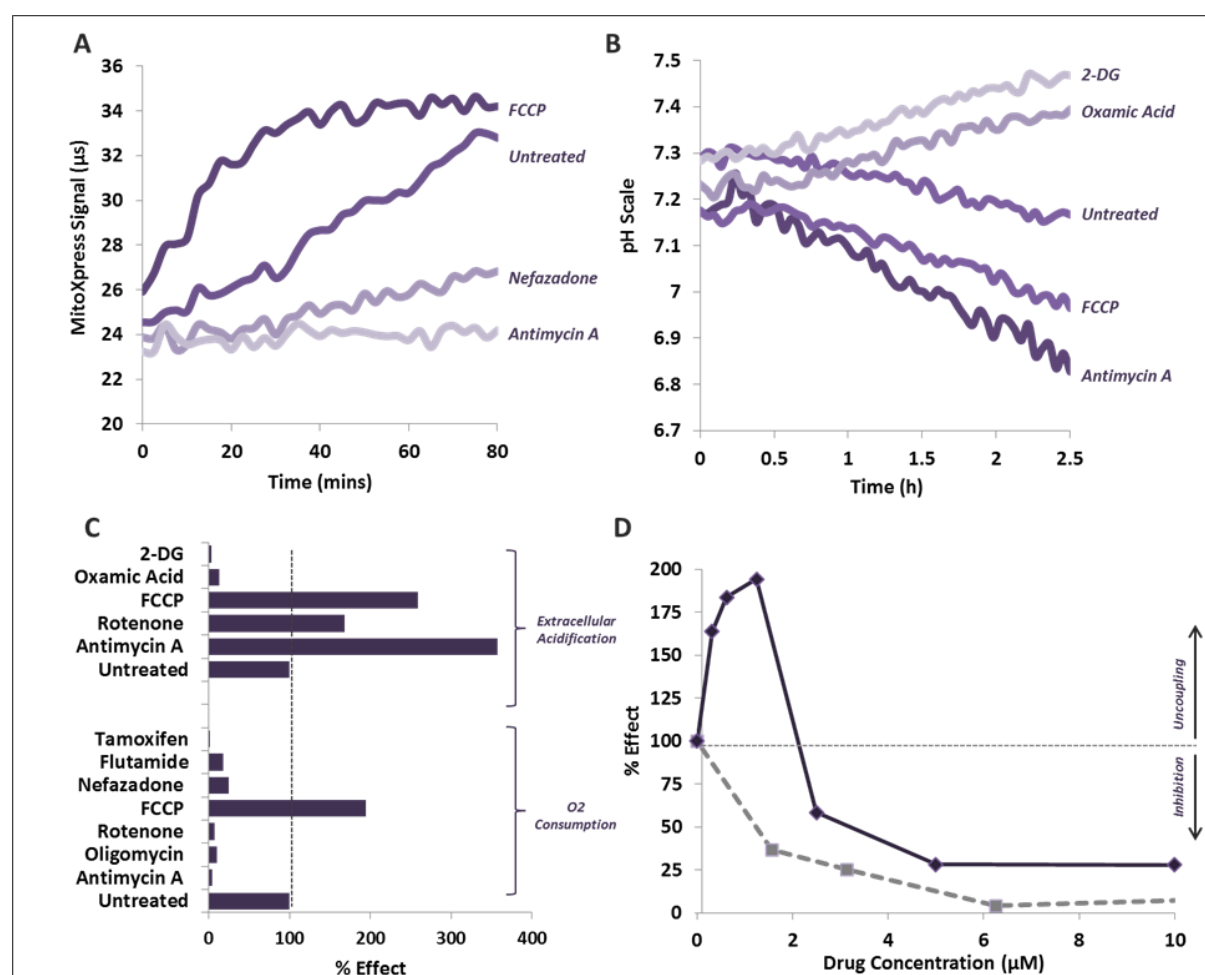 A
MitoXpress Signal (µs)
36
34
32
30
28
26
24
22
20
0
20
40
60
80
Time (mins)
FCCP
Untreated
Nefazadone
Antimycin A
B
pH Scale
7.5
7.4
7.3
7.2
7.1
7
6.9
6.8
6.7
0
0.5
1
1.5
2
2.5
Time (h)
2-DG
Oxamic Acid
Untreated
FCCP
Antimycin A
C
2-DG
Oxamic Acid
FCCP
Rotenone
Antimycin A
Untreated
Extracellular
Acidification
Tamoxifen
Flutamide
Nefazadone
FCCP
Rotenone
Oligomycin
Antimycin A
Untreated
O2
Consumption
0
100
200
300
400
% Effect
D
% Effect
200
175
150
125
100
75
50
25
0
0
2
4
6
8
10
Drug Concentration (µM)
Uncoupling
Inhibition